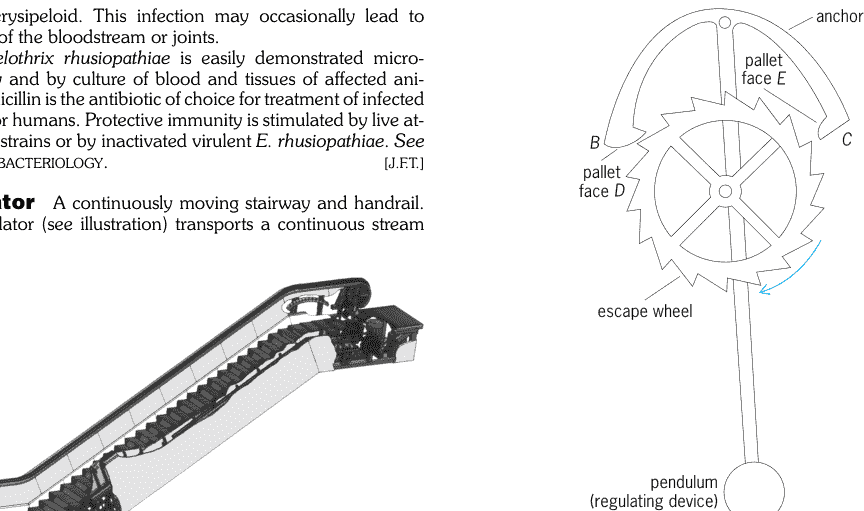 erysipeloid. This infection may occasionally lead to
of the bloodstream or joints.
elothrix rhusiopathiae is easily demonstrated micro-
and by culture of blood and tissues of affected ani-
icillin is the antibiotic of choice for treatment of infected
or humans. Protective immunity is stimulated by live at-
strains or by inactivated virulent E. rhusiopathiae. See
BACTERIOLOGY. [J.F.T.]
ator A continuously moving stairway and handrail.
lator (see illustration) transports a continuous stream
anchor
pallet
face E
B
C
pallet
face D
escape wheel
pendulum
(regulating device)